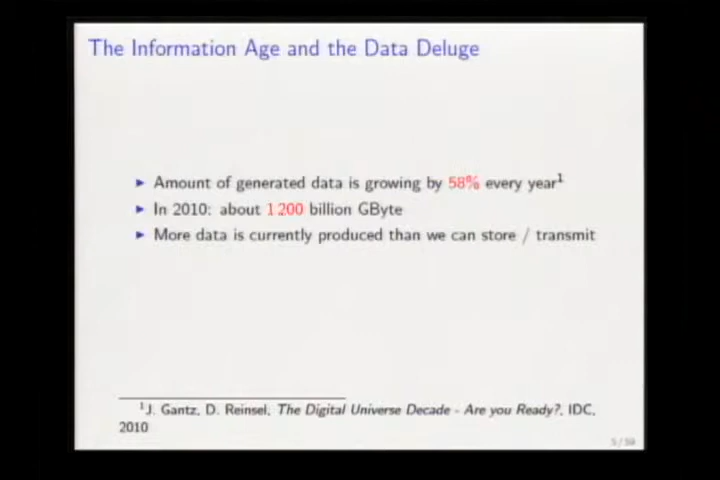 The Information Age and the Data Deluge
► Amount of generated data is growing by 58% every year¹
► In 2010: about 1 200 billion GByte
► More data is currently produced than we can store / transmit
¹J. Gantz, D. Reinsel, The Digital Universe Decade - Are you Ready?, IDC,
2010